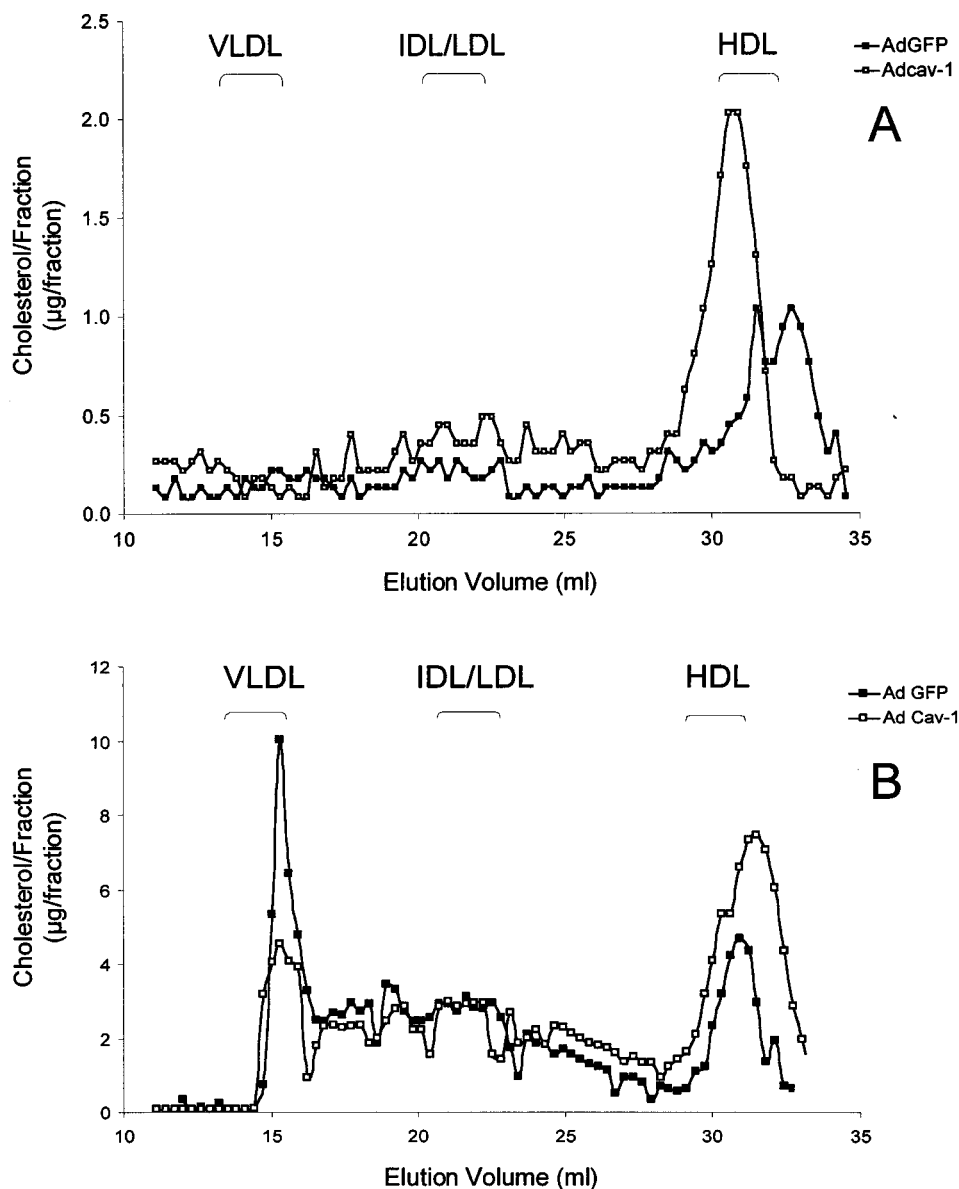 2.5
2.0
1.5
1.0
0.5
0.0
Cholesterol/Fraction
(µg/fraction)
VLDL
IDL/LDL
HDL
AdGFP
Adcav-1
A
10
15
20
25
30
35
Elution Volume (ml)
12
10
8
6
4
2
0
Cholesterol/Fraction
(µg/fraction)
VLDL
IDL/LDL
HDL
Ad GFP
Ad Cav-1
B
10
15
20
25
30
35
Elution Volume (ml)